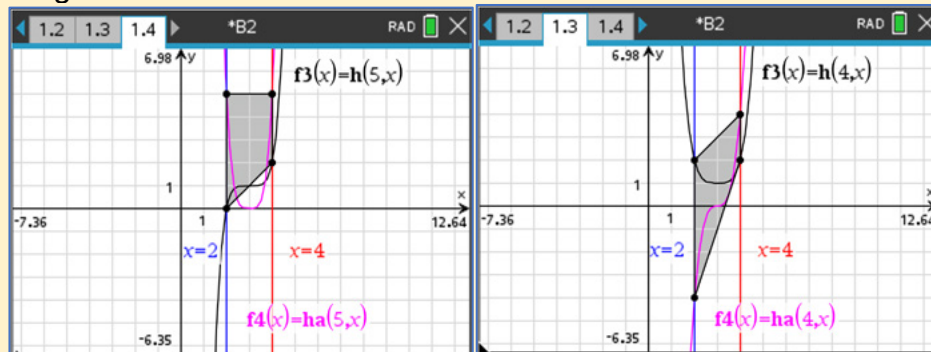 1.2 1.3 1.4 *B2 RAD
6.98 y
f3(x)=h(5,x)
1
x
-7.36 1 12.64
x=2 x=4
f4(x)=ha(5,x)
-6.35
1.2 1.3 1.4 *B2 RAD
6.98 y
f3(x)=h(4,x)
1
x
-7.36 1 12.64
x=2 x=4
f4(x)=ha(4,x)
-6.35